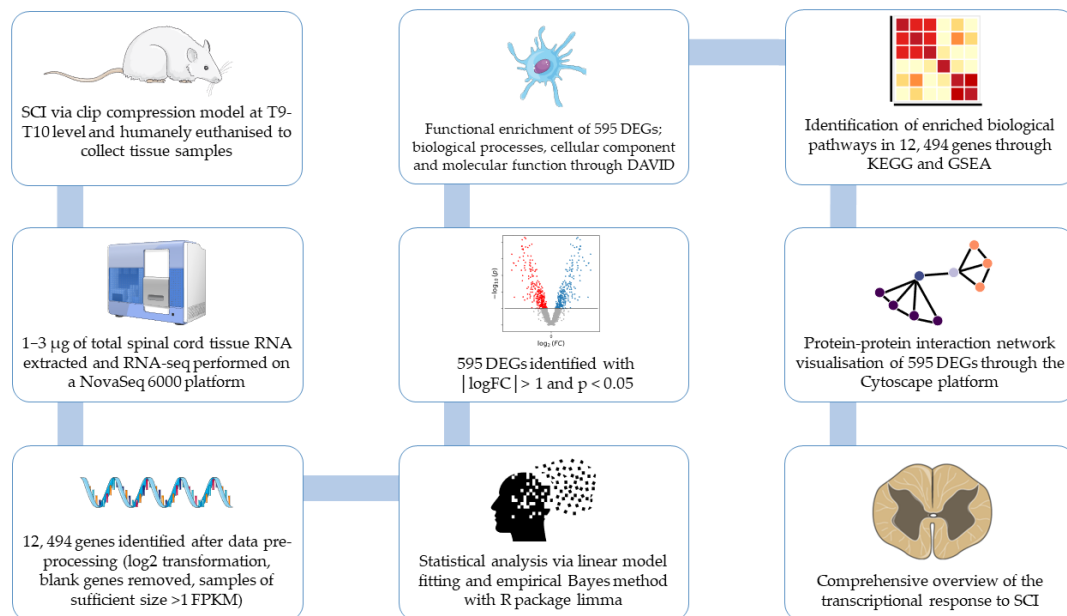 SCI via clip compression model at T9-
T10 level and humanely euthanised to
collect tissue samples
1–3 µg of total spinal cord tissue RNA
extracted and RNA-seq performed on
a NovaSeq 6000 platform
12, 494 genes identified after data pre-
processing (log2 transformation,
blank genes removed, samples of
sufficient size >1 FPKM)
Statistical analysis via linear model
fitting and empirical Bayes method
with R package limma
−log₁₀(p)
0
log₂ (FC)
595 DEGs identified with
|logFC| > 1 and p < 0.05
Functional enrichment of 595 DEGs;
biological processes, cellular component
and molecular function through DAVID
Identification of enriched biological
pathways in 12, 494 genes through
KEGG and GSEA
Protein-protein interaction network
visualisation of 595 DEGs through the
Cytoscape platform
Comprehensive overview of the
transcriptional response to SCI